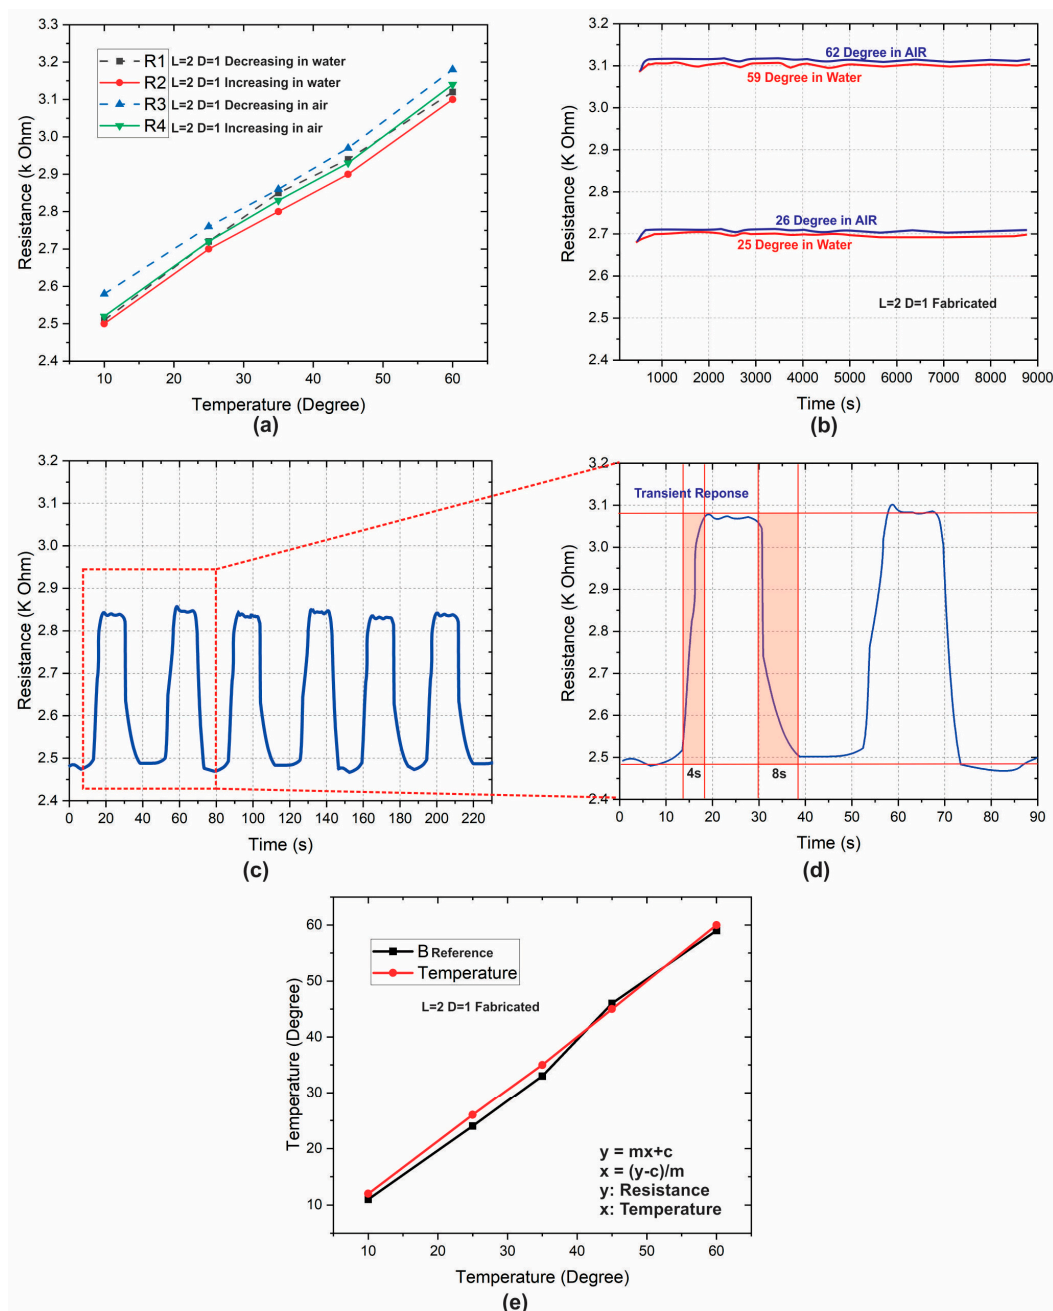 3.2
3.1
3.0
2.9
2.8
2.7
2.6
2.5
2.4
Resistance (k Ohm)
R1 L=2 D=1 Decreasing in water
R2 L=2 D=1 Increasing in water
R3 L=2 D=1 Decreasing in air
R4 L=2 D=1 Increasing in air
10 20 30 40 50 60
Temperature (Degree)
(a)
3.2
3.1
3.0
2.9
2.8
2.7
2.6
2.5
2.4
Resistance (K Ohm)
62 Degree in AIR
59 Degree in Water
26 Degree in AIR
25 Degree in Water
L=2 D=1 Fabricated
1000 2000 3000 4000 5000 6000 7000 8000 9000
Time (s)
(b)
3.2
3.1
3.0
2.9
2.8
2.7
2.6
2.5
2.4
Resistance (K Ohm)
0 20 40 60 80 100 120 140 160 180 200 220
Time (s)
(c)
3.2
3.0
2.9
2.8
2.7
2.6
2.5
2.4
Resistance (K Ohm)
Transient Reponse
4s
8s
0 10 20 30 40 50 60 70 80 90
Time (s)
(d)
60
50
40
30
20
10
Temperature (Degree)
B Reference
Temperature
L=2 D=1 Fabricated
y = mx+c
x = (y-c)/m
y: Resistance
x: Temperature
10 15 20 25 30 35 40 45 50 55 60
Temperature (Degree)
(e)